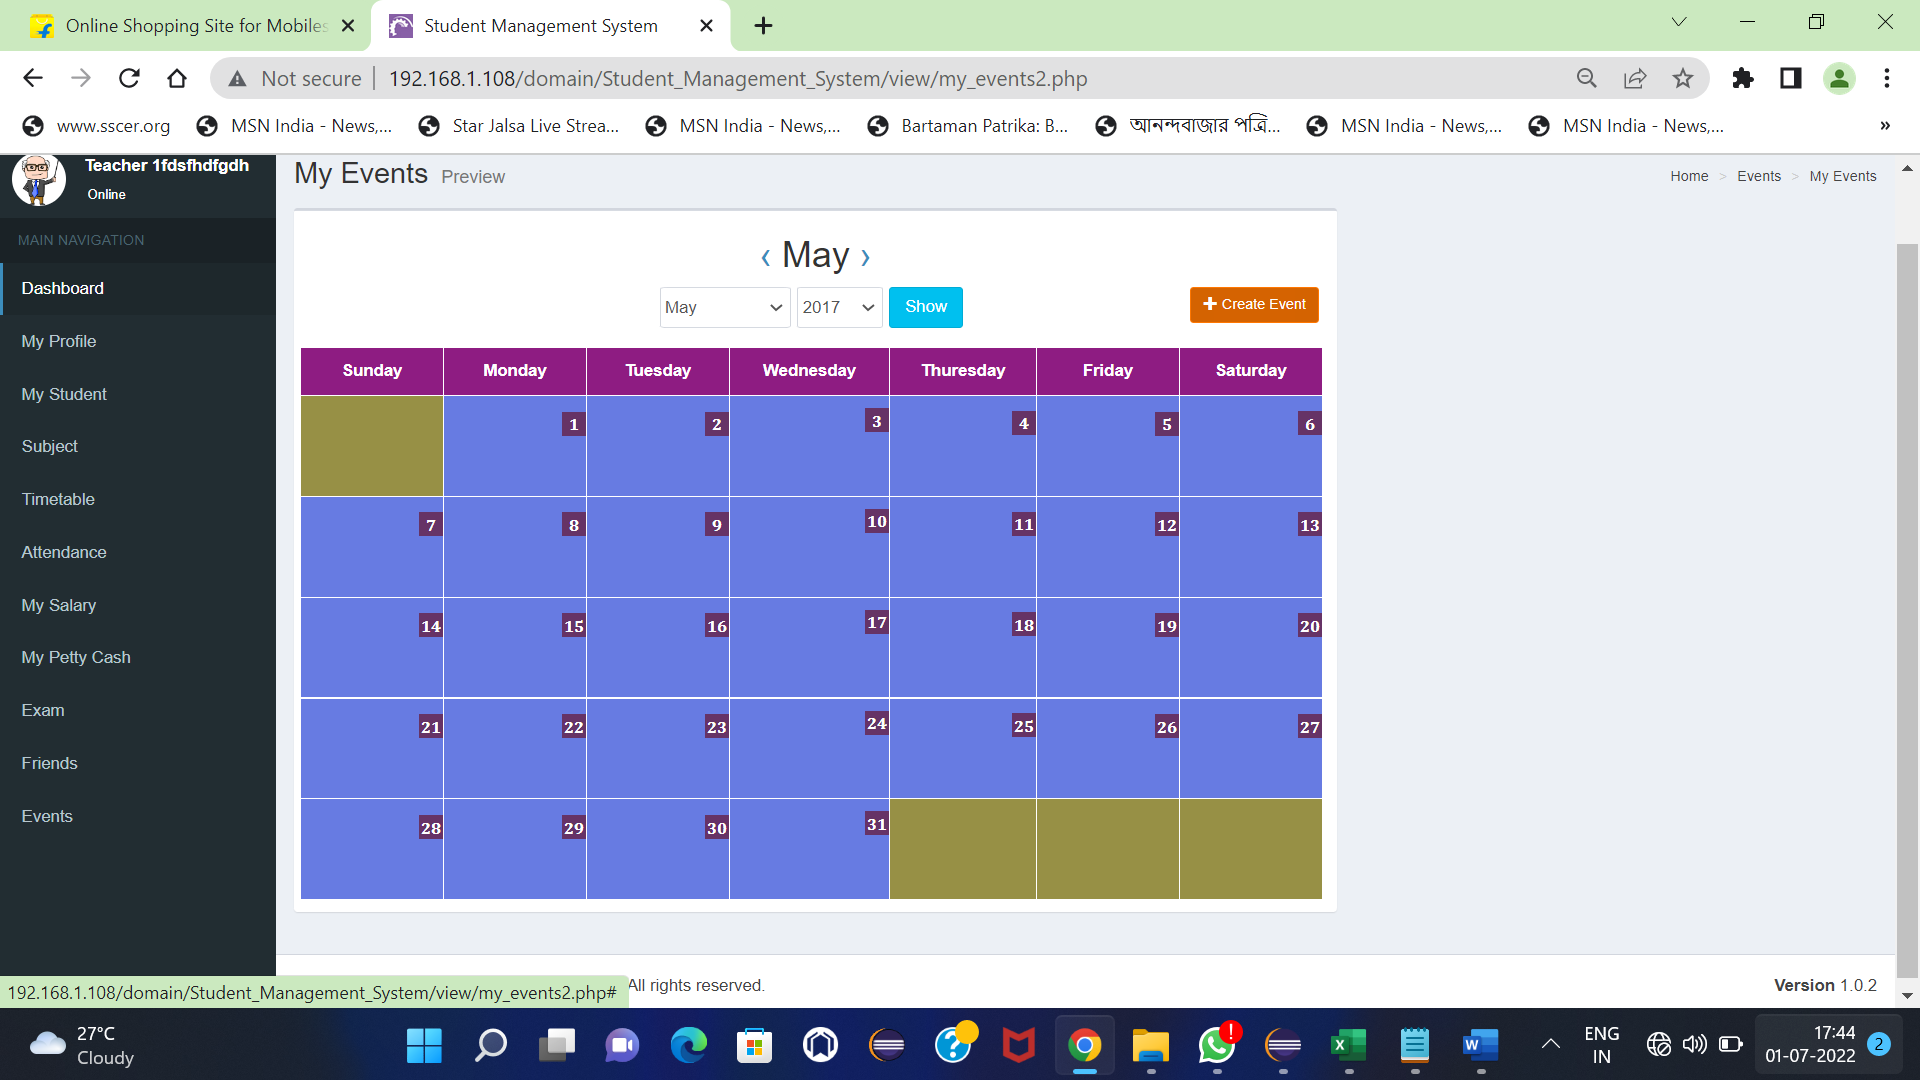 Online Shopping Site for Mobiles
Student Management System
Not secure
192.168.1.108/domain/Student_Management_System/view/my_events2.php
www.sscer.org
MSN India - News,...
Star Jalsa Live Strea...
MSN India - News,...
Bartaman Patrika: B...
আনন্দবাজার পত্রি...
MSN India - News,...
MSN India - News,...
»
Teacher 1fdsfhdfgdh
Online
MAIN NAVIGATION
Dashboard
My Profile
My Student
Subject
Timetable
Attendance
My Salary
My Petty Cash
Exam
Friends
Events
My Events Preview
Home > Events > My Events
‹ May ›
May 2017 Show
+ Create Event
Sunday Monday Tuesday Wednesday Thuresday Friday Saturday
1 2 3 4 5 6
7 8 9 10 11 12 13
14 15 16 17 18 19 20
21 22 23 24 25 26 27
28 29 30 31
All rights reserved.
Version 1.0.2
192.168.1.108/domain/Student_Management_System/view/my_events2.php#
27°C
Cloudy
ENG
IN
17:44
01-07-2022
2